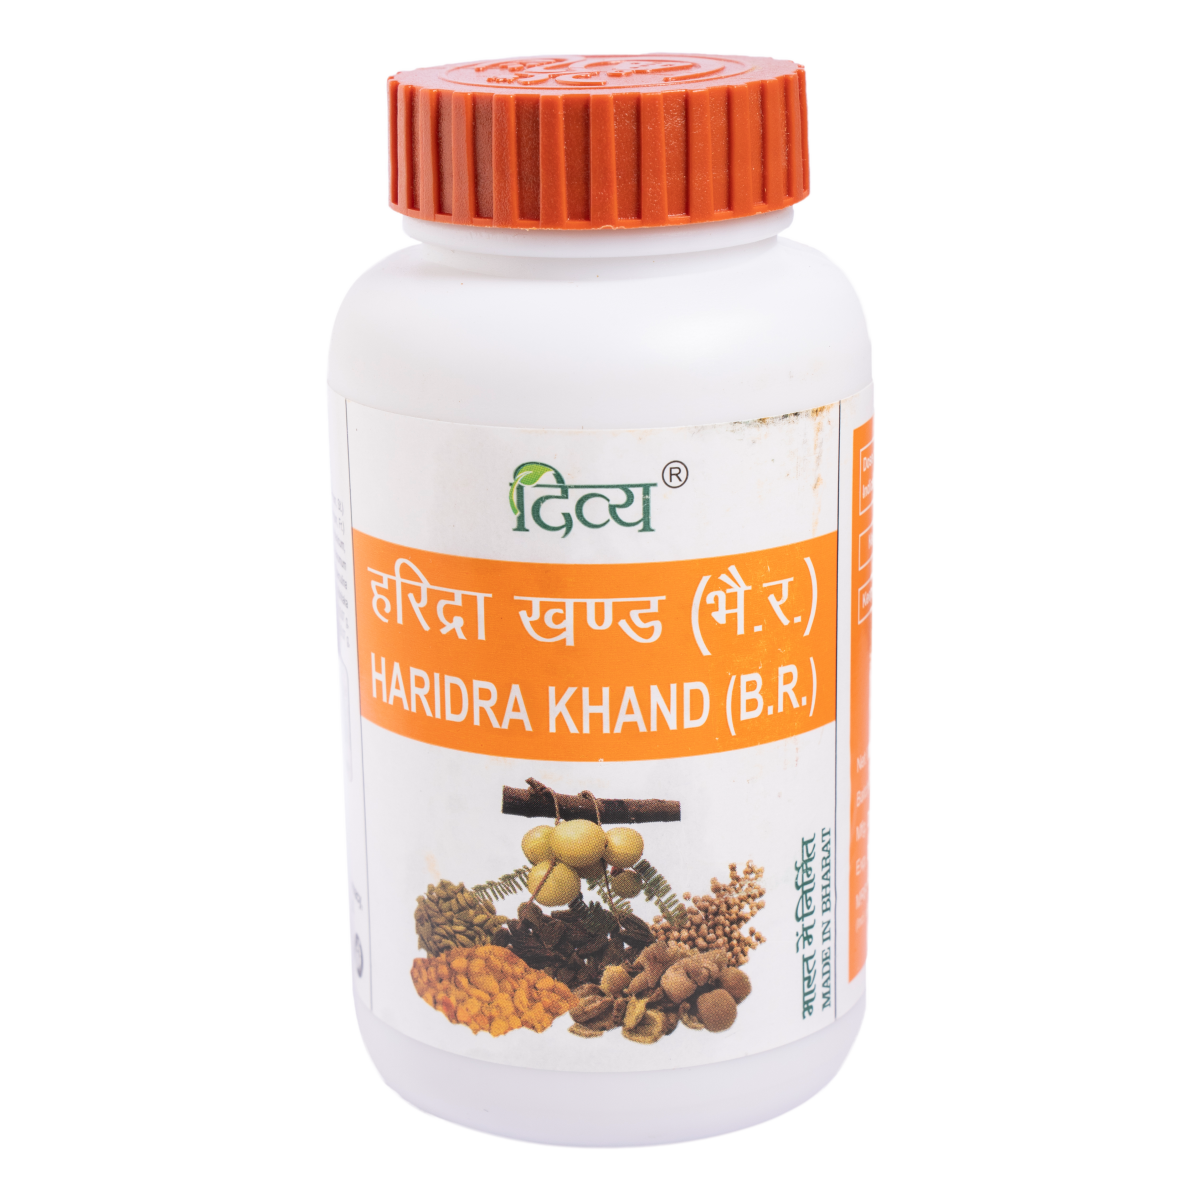 दिव्य®
हरिद्रा खण्ड (भै.र.)
HARIDRA KHAND (B.R.)
भारत में निर्मित
MADE IN BHARAT